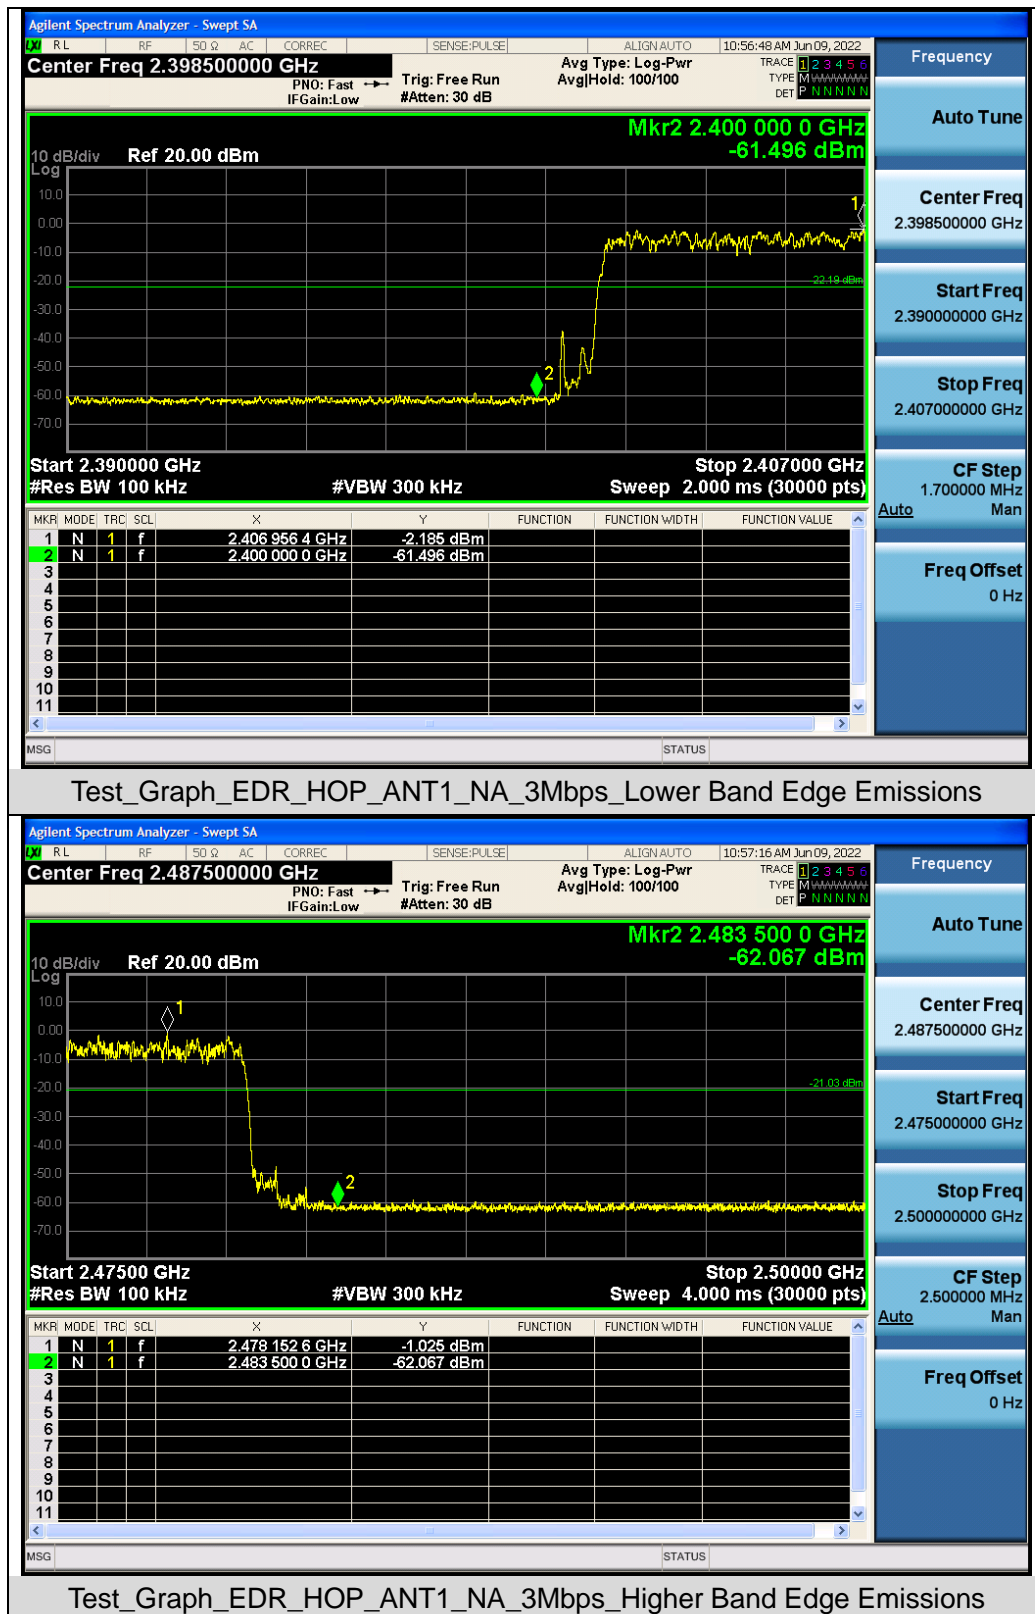 Agilent Spectrum Analyzer - Swept SA
LXI RL RF 50 Ω AC CORREC SENSE:PULSE ALIGN AUTO 10:56:48 AM Jun 09, 2022
Center Freq 2.398500000 GHz
PNO: Fast
IFGain:Low
Trig: Free Run
#Atten: 30 dB
Avg Type: Log-Pwr
Avg|Hold: 100/100
TRACE 1 2 3 4 5 6
TYPE M
DET P N N N N N
Mkr2 2.400 000 0 GHz
-61.496 dBm
10 dB/div Ref 20.00 dBm
Log
10.0
0.00
-10.0
-20.0
-30.0
-40.0
-50.0
-60.0
-70.0
1
-22.19 dBm
2
Start 2.390000 GHz Stop 2.407000 GHz
#Res BW 100 kHz #VBW 300 kHz Sweep 2.000 ms (30000 pts)
MKR MODE TRC SCL X Y FUNCTION FUNCTION WIDTH FUNCTION VALUE
1 N 1 f 2.406 956 4 GHz -2.185 dBm
2 N 1 f 2.400 000 0 GHz -61.496 dBm
3
4
5
6
7
8
9
10
11
MSG STATUS
Frequency
Auto Tune
Center Freq
2.398500000 GHz
Start Freq
2.390000000 GHz
Stop Freq
2.407000000 GHz
CF Step
1.700000 MHz
Auto Man
Freq Offset
0 Hz
Test_Graph_EDR_HOP_ANT1_NA_3Mbps_Lower Band Edge Emissions
Agilent Spectrum Analyzer - Swept SA
LXI RL RF 50 Ω AC CORREC SENSE:PULSE ALIGN AUTO 10:57:16 AM Jun 09, 2022
Center Freq 2.487500000 GHz
PNO: Fast
IFGain:Low
Trig: Free Run
#Atten: 30 dB
Avg Type: Log-Pwr
Avg|Hold: 100/100
TRACE 1 2 3 4 5 6
TYPE M
DET P N N N N N
Mkr2 2.483 500 0 GHz
-62.067 dBm
10 dB/div Ref 20.00 dBm
Log
10.0
0.00
-10.0
-20.0
-30.0
-40.0
-50.0
-60.0
-70.0
1
-21.03 dBm
2
Start 2.47500 GHz Stop 2.50000 GHz
#Res BW 100 kHz #VBW 300 kHz Sweep 4.000 ms (30000 pts)
MKR MODE TRC SCL X Y FUNCTION FUNCTION WIDTH FUNCTION VALUE
1 N 1 f 2.478 152 6 GHz -1.025 dBm
2 N 1 f 2.483 500 0 GHz -62.067 dBm
3
4
5
6
7
8
9
10
11
MSG STATUS
Frequency
Auto Tune
Center Freq
2.487500000 GHz
Start Freq
2.475000000 GHz
Stop Freq
2.500000000 GHz
CF Step
2.500000 MHz
Auto Man
Freq Offset
0 Hz
Test_Graph_EDR_HOP_ANT1_NA_3Mbps_Higher Band Edge Emissions